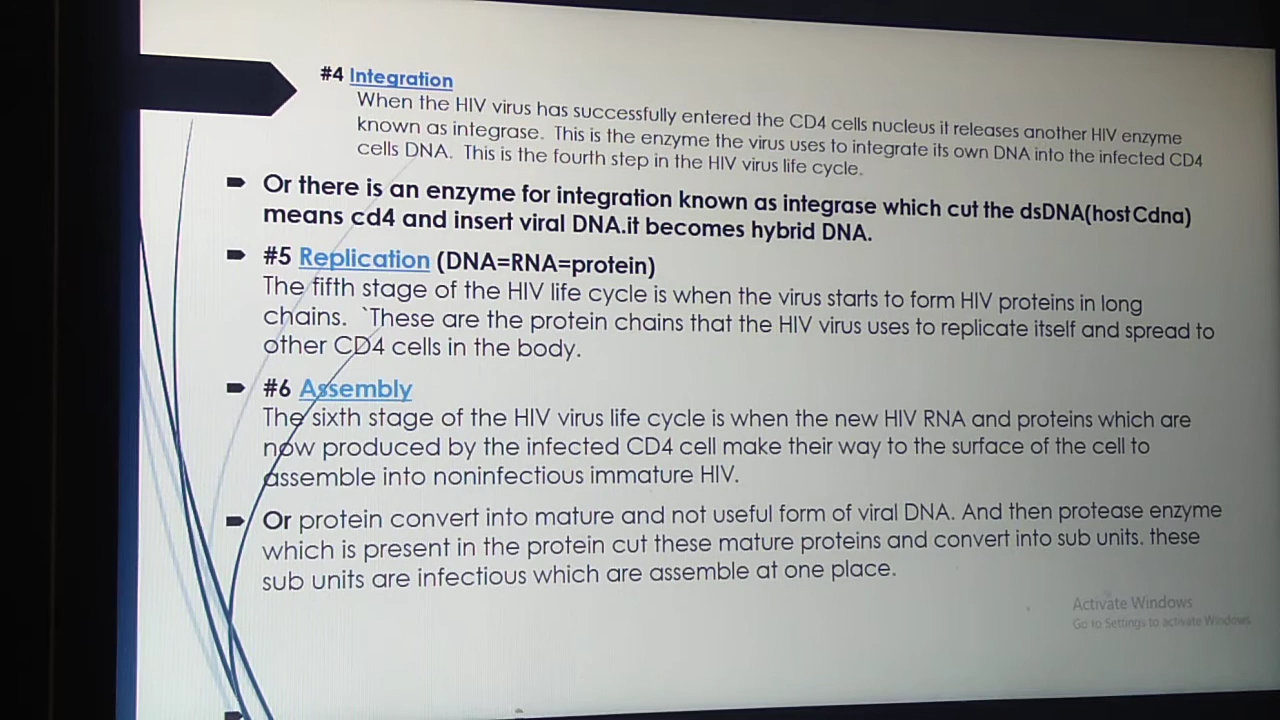 #4 Integration
When the HIV virus has successfully entered the CD4 cells nucleus it releases another HIV enzyme
known as integrase. This is the enzyme the virus uses to integrate its own DNA into the infected CD4
cells DNA. This is the fourth step in the HIV virus life cycle.
Or there is an enzyme for integration known as integrase which cut the dsDNA(host Cdna)
means cd4 and insert viral DNA.it becomes hybrid DNA.
#5 Replication (DNA=RNA=protein)
The fifth stage of the HIV life cycle is when the virus starts to form HIV proteins in long
chains. `These are the protein chains that the HIV virus uses to replicate itself and spread to
other CD4 cells in the body.
#6 Assembly
The sixth stage of the HIV virus life cycle is when the new HIV RNA and proteins which are
now produced by the infected CD4 cell make their way to the surface of the cell to
assemble into noninfectious immature HIV.
Or protein convert into mature and not useful form of viral DNA. And then protease enzyme
which is present in the protein cut these mature proteins and convert into sub units. these
sub units are infectious which are assemble at one place.
Activate Windows
Go to Settings to activate Windows.